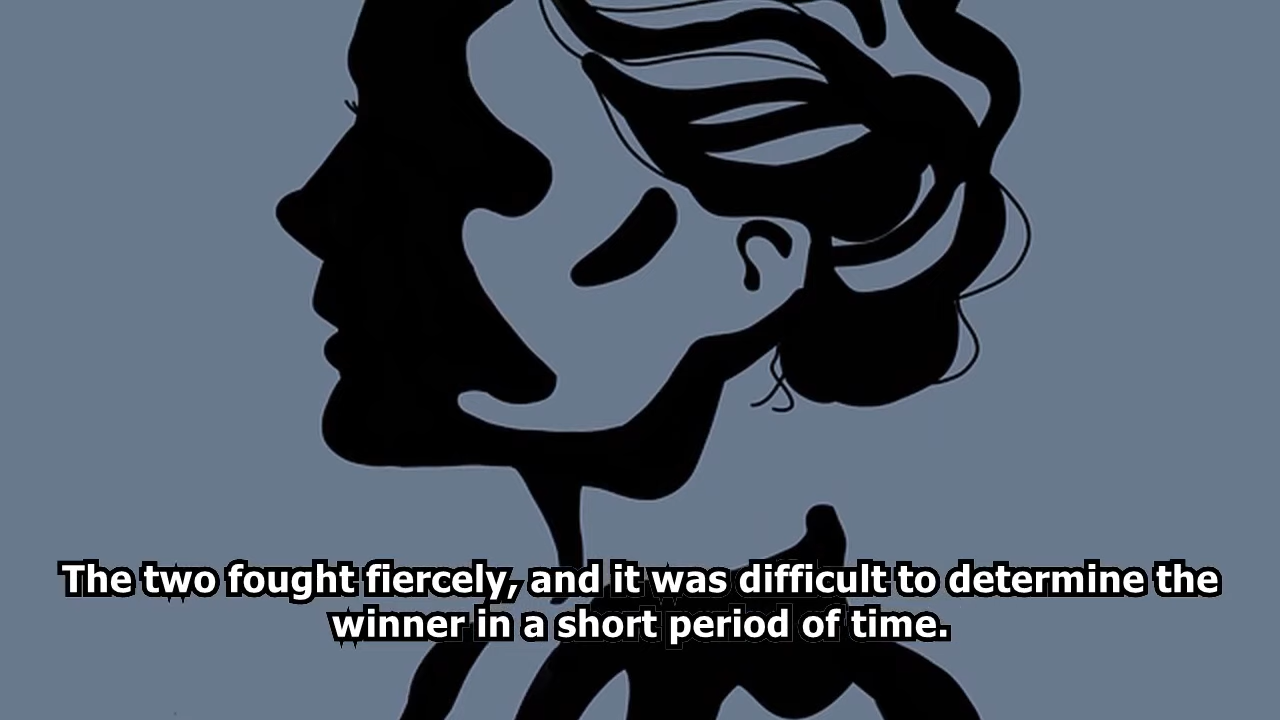 The two fought fiercely, and it was difficult to determine the
winner in a short period of time.